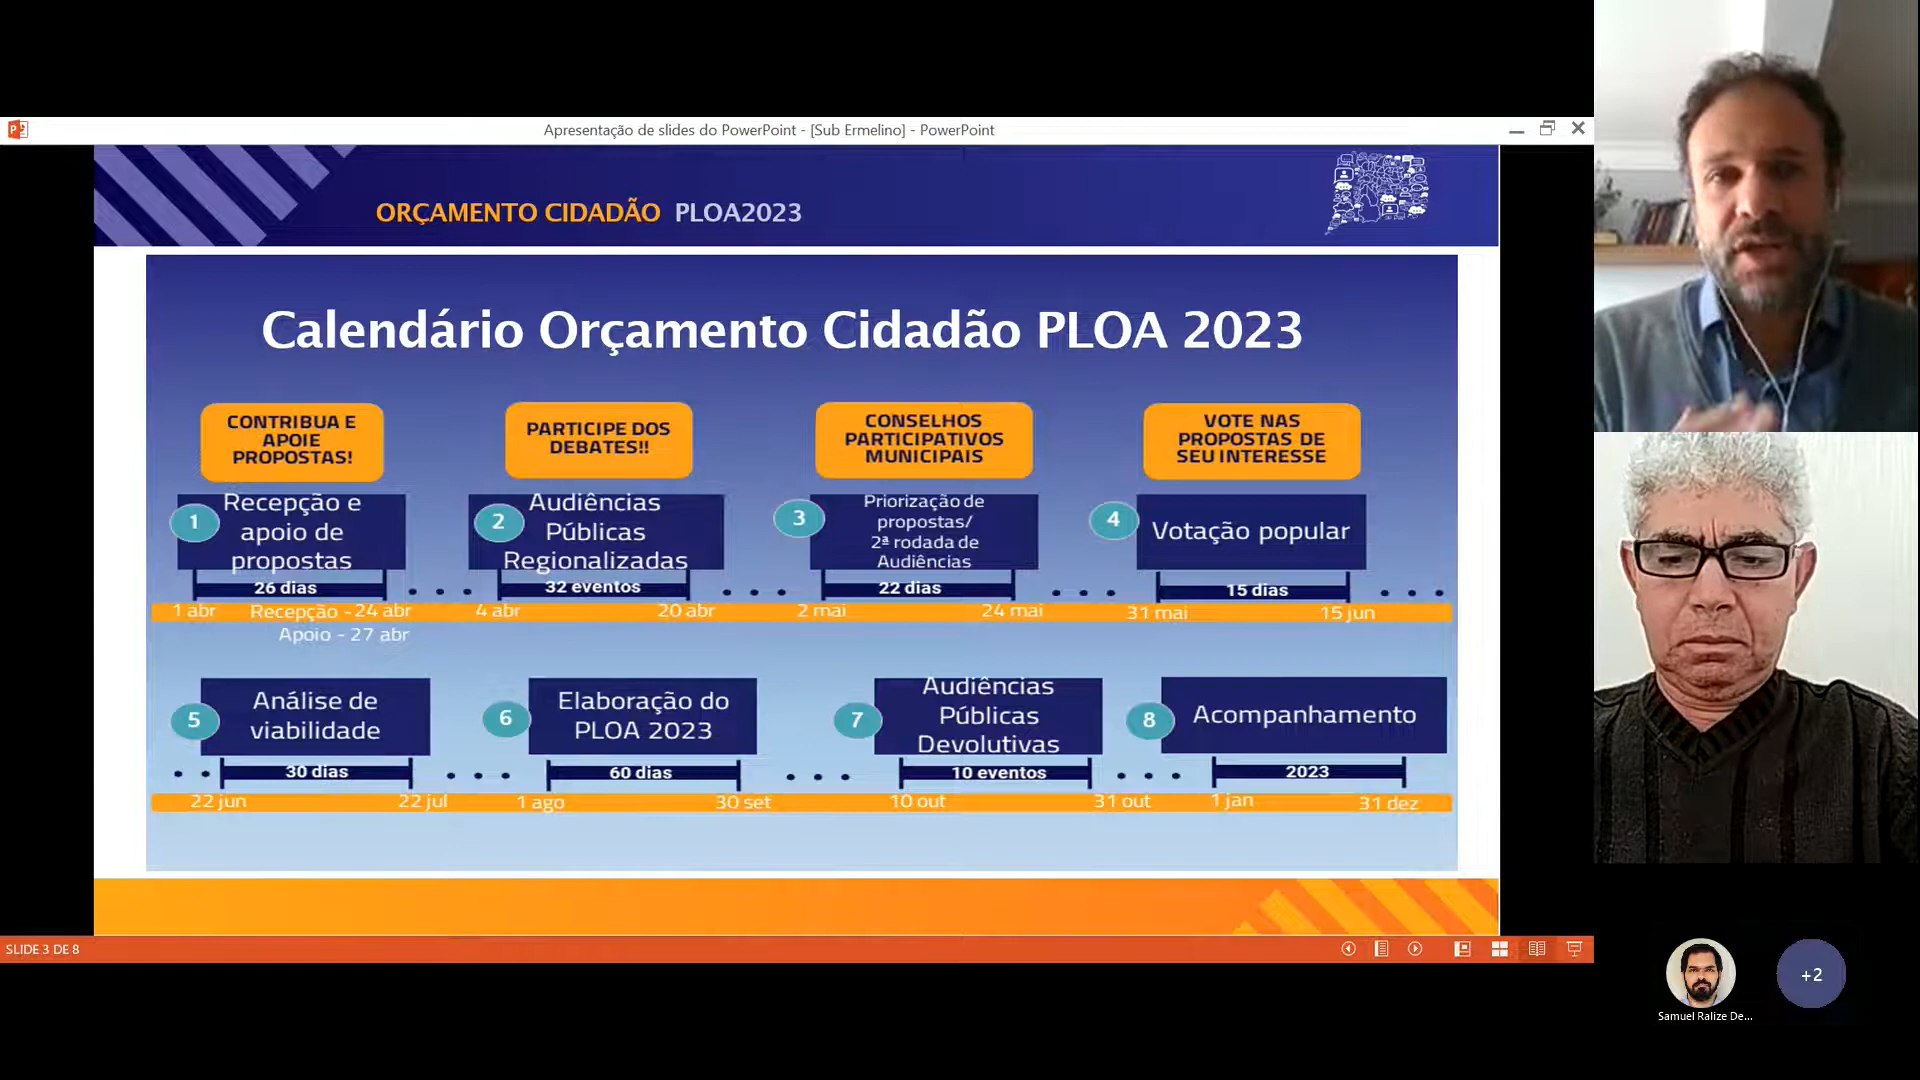 Apresentação de slides do PowerPoint - [Sub Ermelino] - PowerPoint
ORÇAMENTO CIDADÃO PLOA2023
Calendário Orçamento Cidadão PLOA 2023
CONTRIBUA E
APOIE
PROPOSTAS!
PARTICIPE DOS
DEBATES!!
CONSELHOS
PARTICIPATIVOS
MUNICIPAIS
VOTE NAS
PROPOSTAS DE
SEU INTERESSE
1
Recepção e
apoio de
propostas
2
Audiências
Públicas
Regionalizadas
3
Priorização de
propostas/
2ª rodada de
Audiências
4
Votação popular
26 dias
32 eventos
22 dias
15 dias
1 abr
Recepção - 24 abr
4 abr
20 abr
2 mai
24 mai
31 mai
15 jun
Apoio - 27 abr
5
Análise de
viabilidade
6
Elaboração do
PLOA 2023
7
Audiências
Públicas
Devolutivas
8
Acompanhamento
30 dias
60 dias
10 eventos
2023
22 jun
22 jul
1 ago
30 set
10 out
31 out
1 jan
31 dez
SLIDE 3 DE 8
+2
Samuel Ralize De...